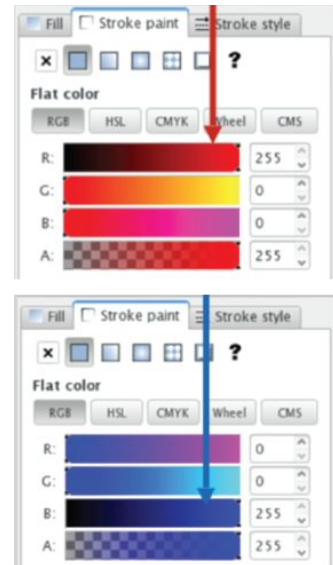 Fill Stroke paint Stroke style
?
Flat color
RGB HSL CMYK Wheel CMS
R: 255
G: 0
B: 0
A: 255
Fill Stroke paint Stroke style
?
Flat color
RGB HSL CMYK Wheel CMS
R: 0
G: 0
B: 255
A: 255